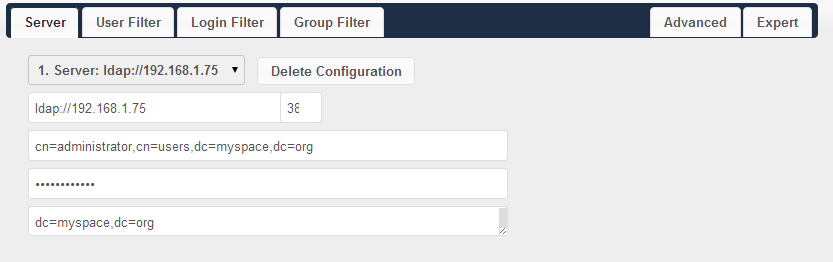 Server User Filter Login Filter Group Filter Advanced Expert
1. Server: ldap://192.168.1.75 Delete Configuration
ldap://192.168.1.75 38
cn=administrator,cn=users,dc=myspace,dc=org
••••••••••••
dc=myspace,dc=org